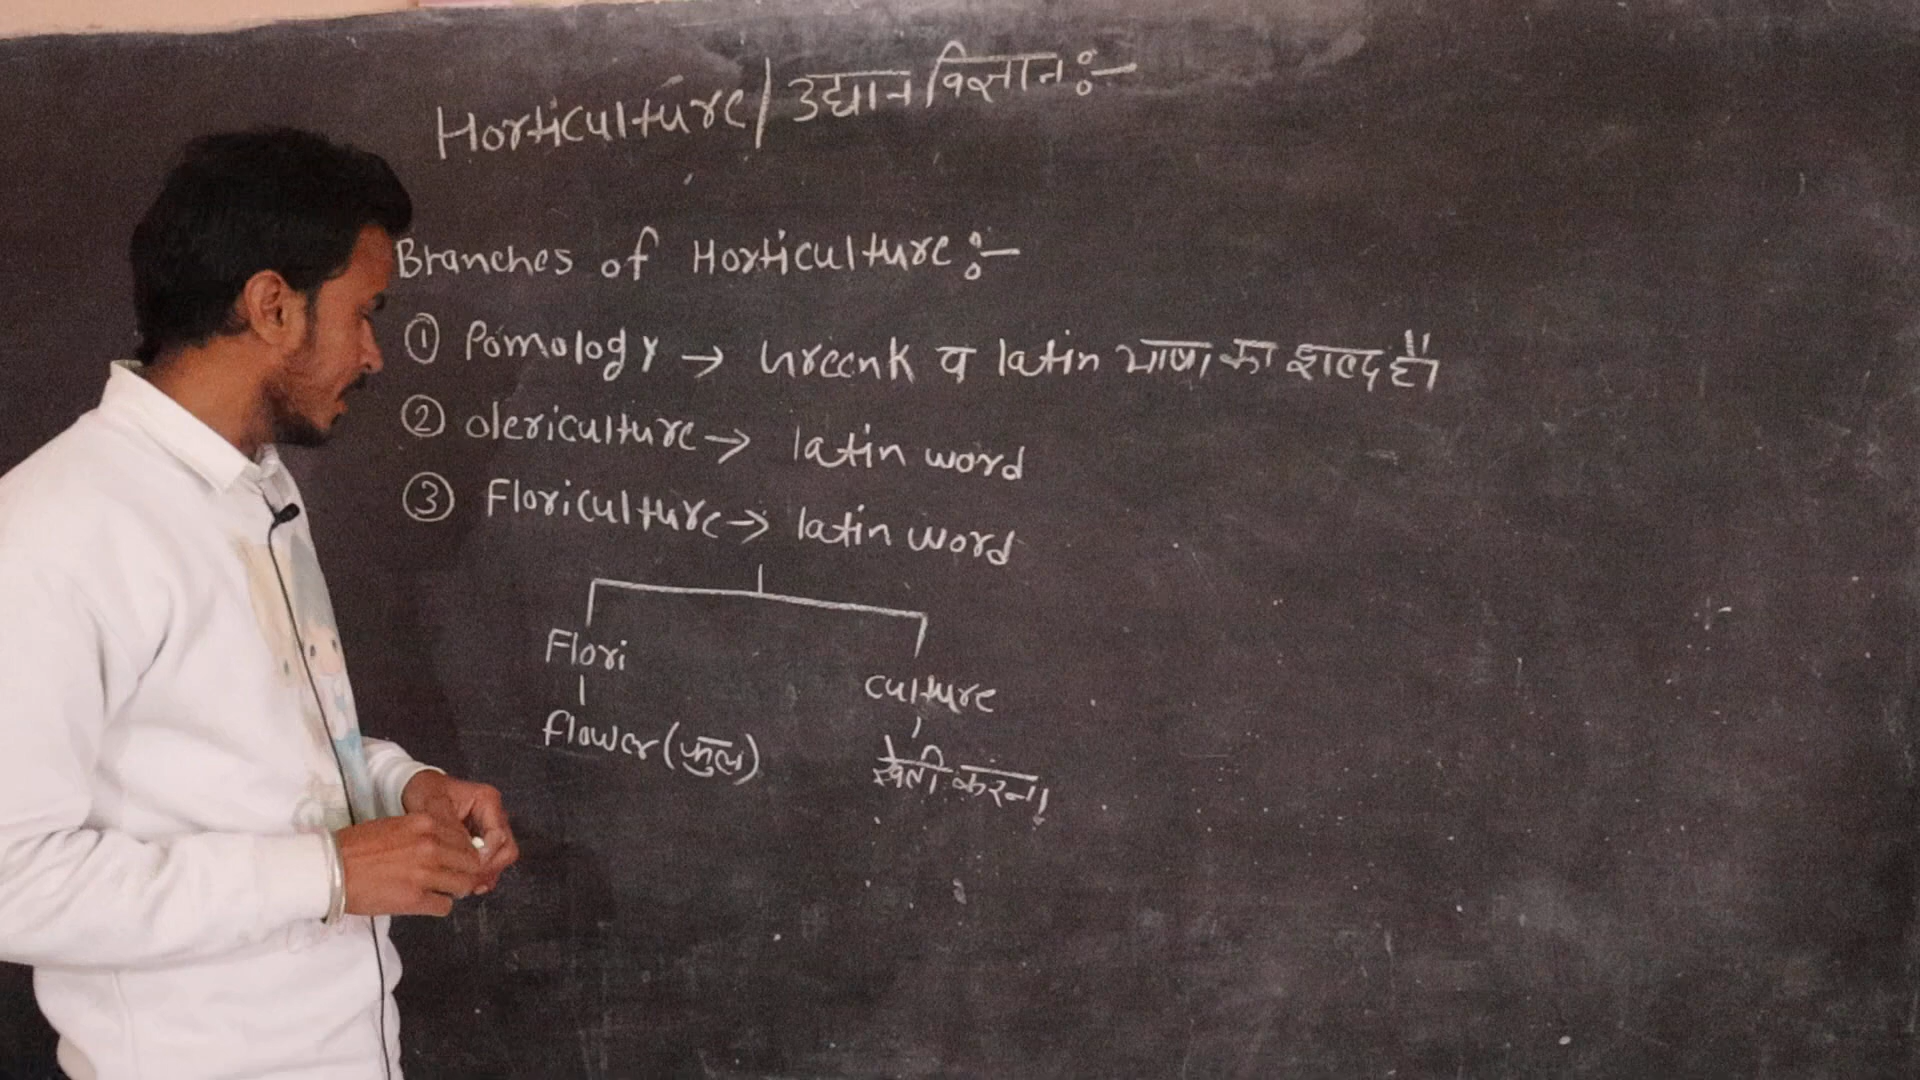 Horticulture/उद्यान विज्ञान:-
Branches of Horticulture:-
① Pomology → Greenk व latin भाषा का शब्द है।
② olericulture → latin word
③ Floriculture → latin word
Flori
culture
flower (फुल)
खेती करना।